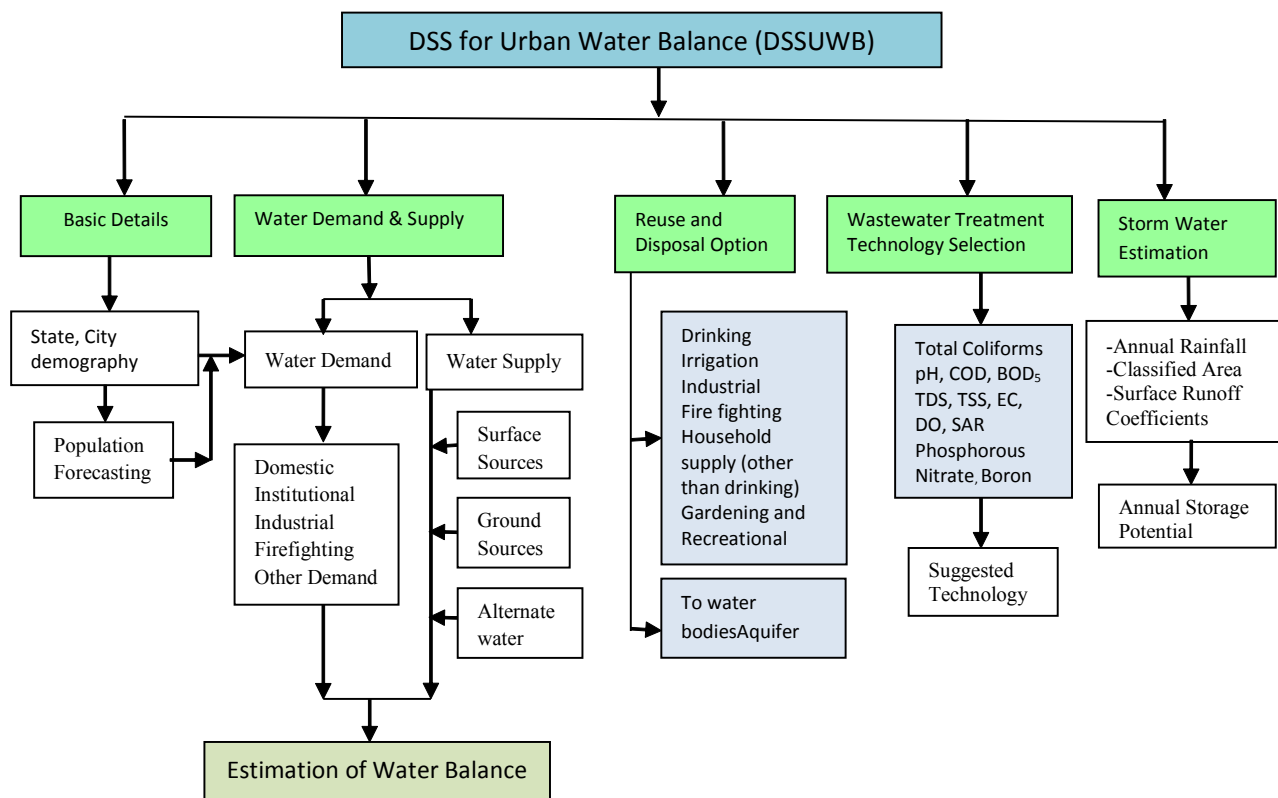 DSS for Urban Water Balance (DSSUWB)
Basic Details
Water Demand & Supply
Reuse and
Disposal Option
Wastewater Treatment
Technology Selection
Storm Water
Estimation
State, City
demography
Population
Forecasting
Water Demand
Water Supply
Domestic
Institutional
Industrial
Firefighting
Other Demand
Surface
Sources
Ground
Sources
Alternate
water
Drinking
Irrigation
Industrial
Fire fighting
Household
supply (other
than drinking)
Gardening and
Recreational
To water
bodiesAquifer
Total Coliforms
pH, COD, BOD₅
TDS, TSS, EC,
DO, SAR
Phosphorous
Nitrate, Boron
Suggested
Technology
-Annual Rainfall
-Classified Area
-Surface Runoff
Coefficients
Annual Storage
Potential
Estimation of Water Balance